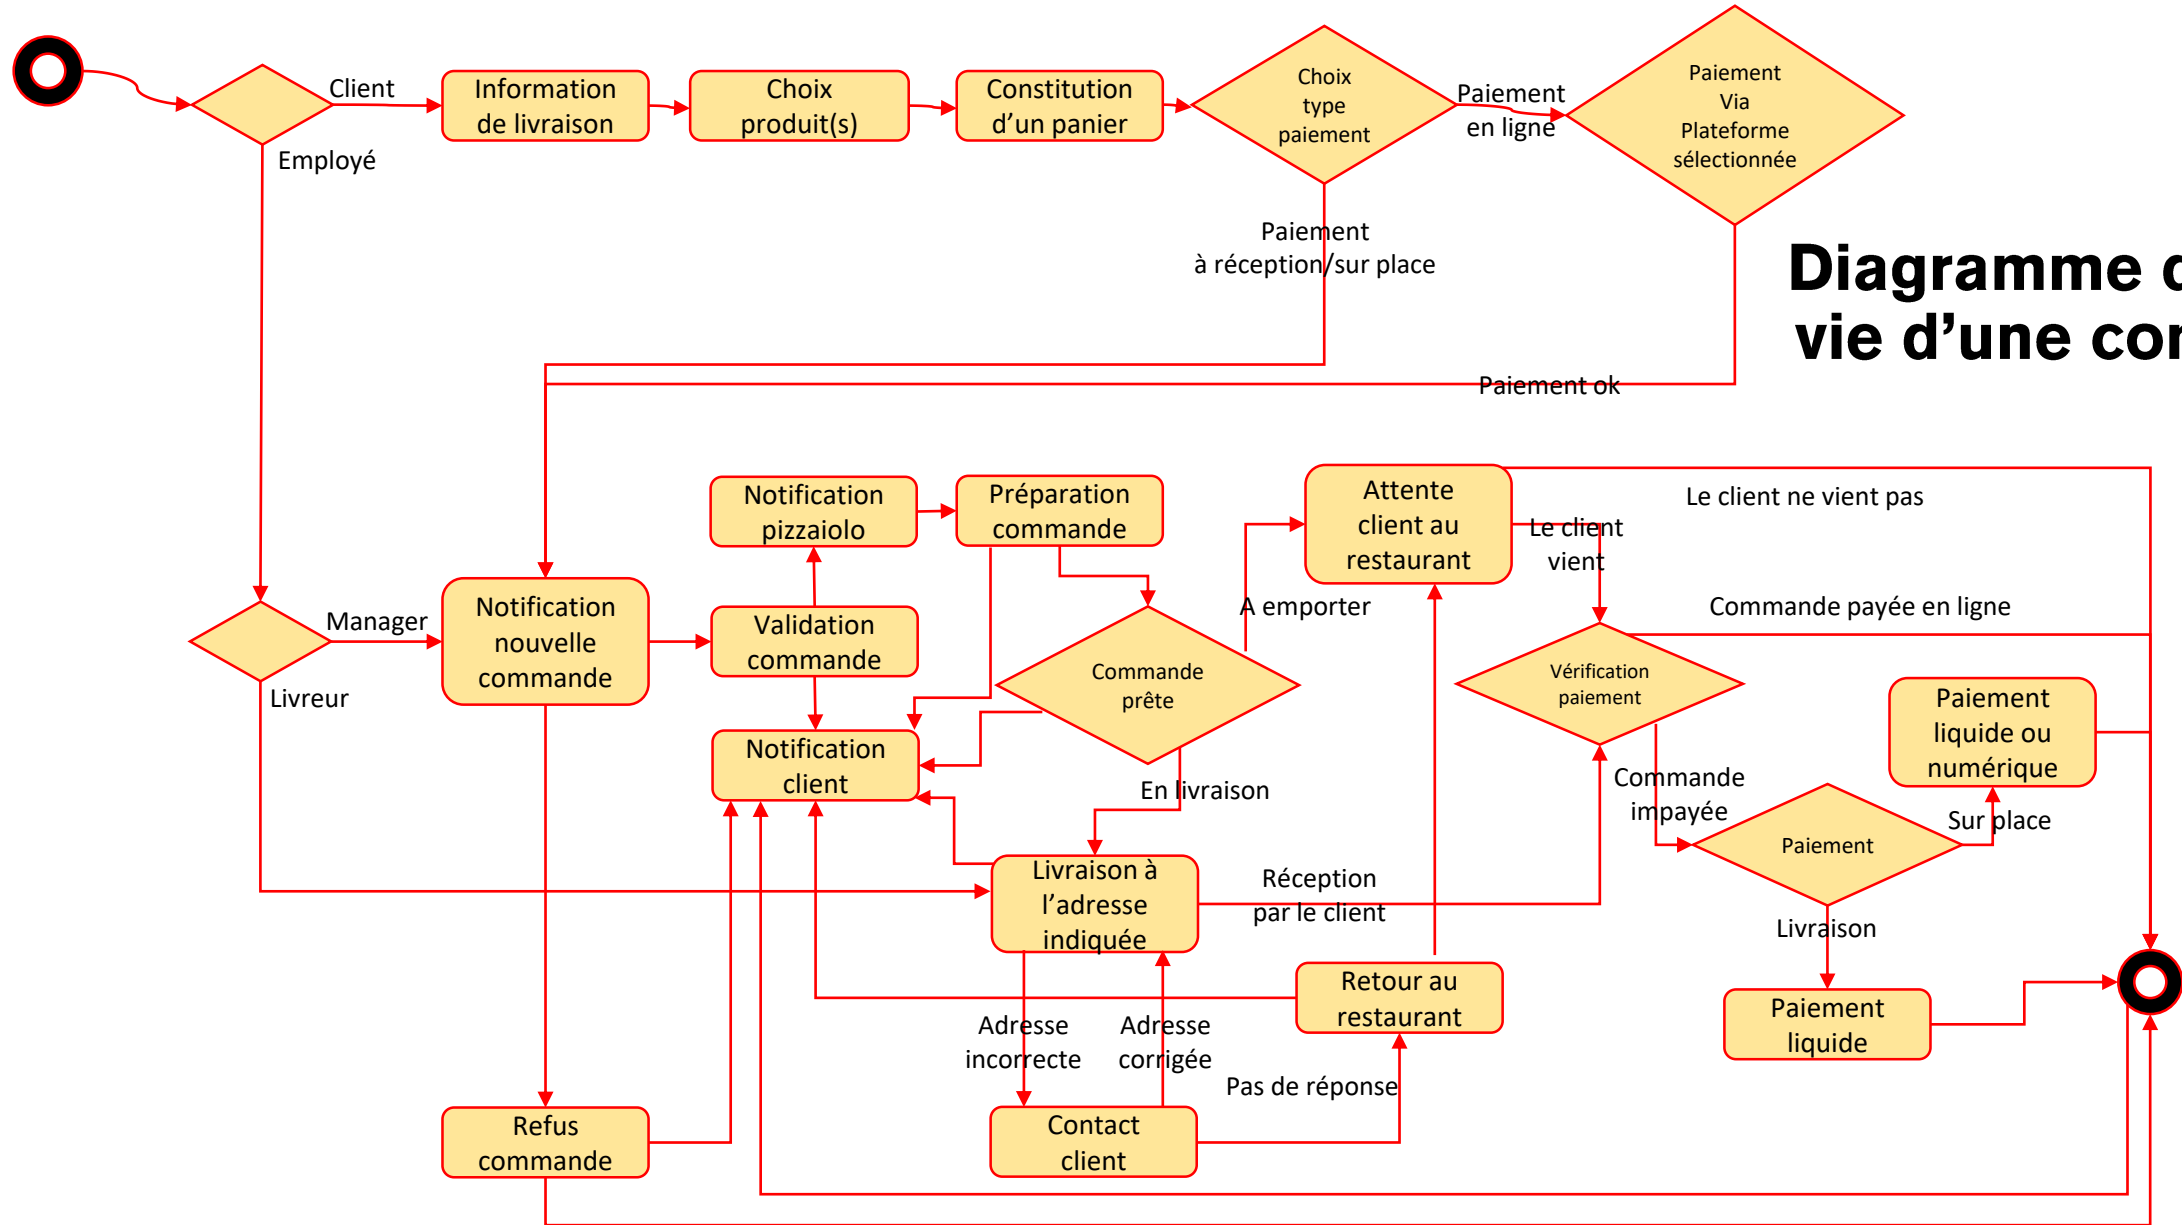 Client
Information
de livraison
Choix
produit(s)
Constitution
d'un panier
Choix
type
paiement
Paiement
en ligne
Paiement
Via
Plateforme
sélectionnée
Employé
Paiement
à réception/sur place
Diagramme
vie d'une
Paiement ok
Notification
pizzaiolo
Préparation
commande
Attente
client au
restaurant
Le client ne vient pas
Le client
vient
A emporter
Commande payée en ligne
Manager
Notification
nouvelle
commande
Validation
commande
Commande
prête
Vérification
paiement
Livreur
Paiement
liquide ou
numérique
Notification
client
En livraison
Commande
impayée
Sur place
Paiement
Livraison à
l'adresse
indiquée
Réception
par le client
Livraison
Retour au
restaurant
Adresse
incorrecte
Adresse
corrigée
Paiement
liquide
Pas de réponse
Refus
commande
Contact
client